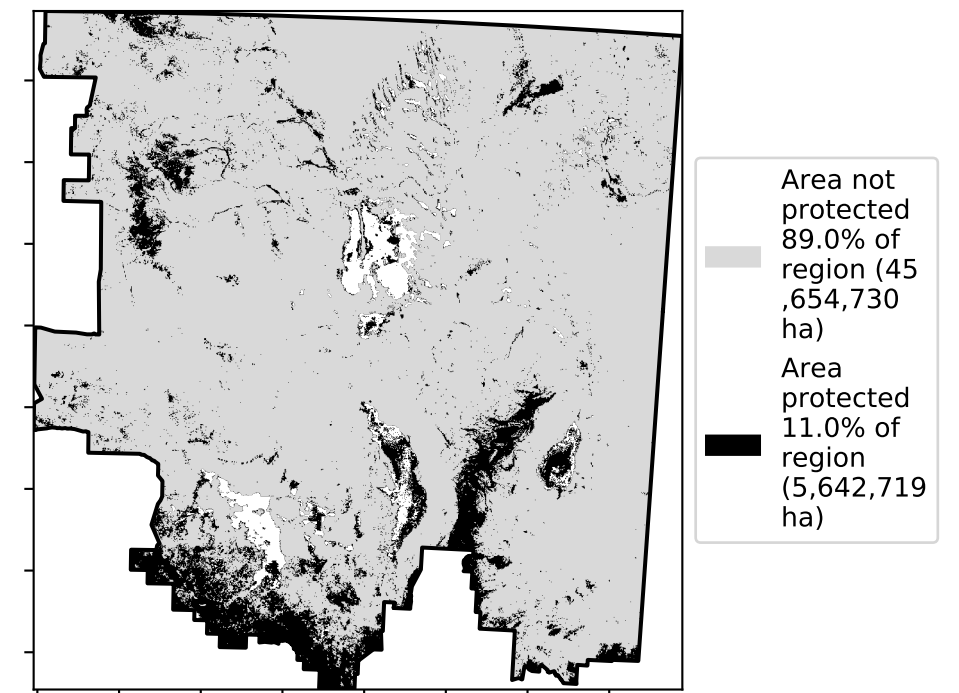 Area not
protected
89.0% of
region (45
,654,730
ha)
Area
protected
11.0% of
region
(5,642,719
ha)